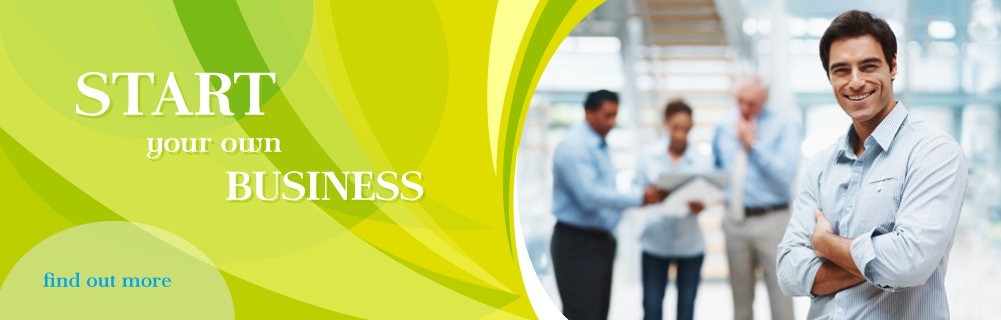 START
your own
BUSINESS
find out more